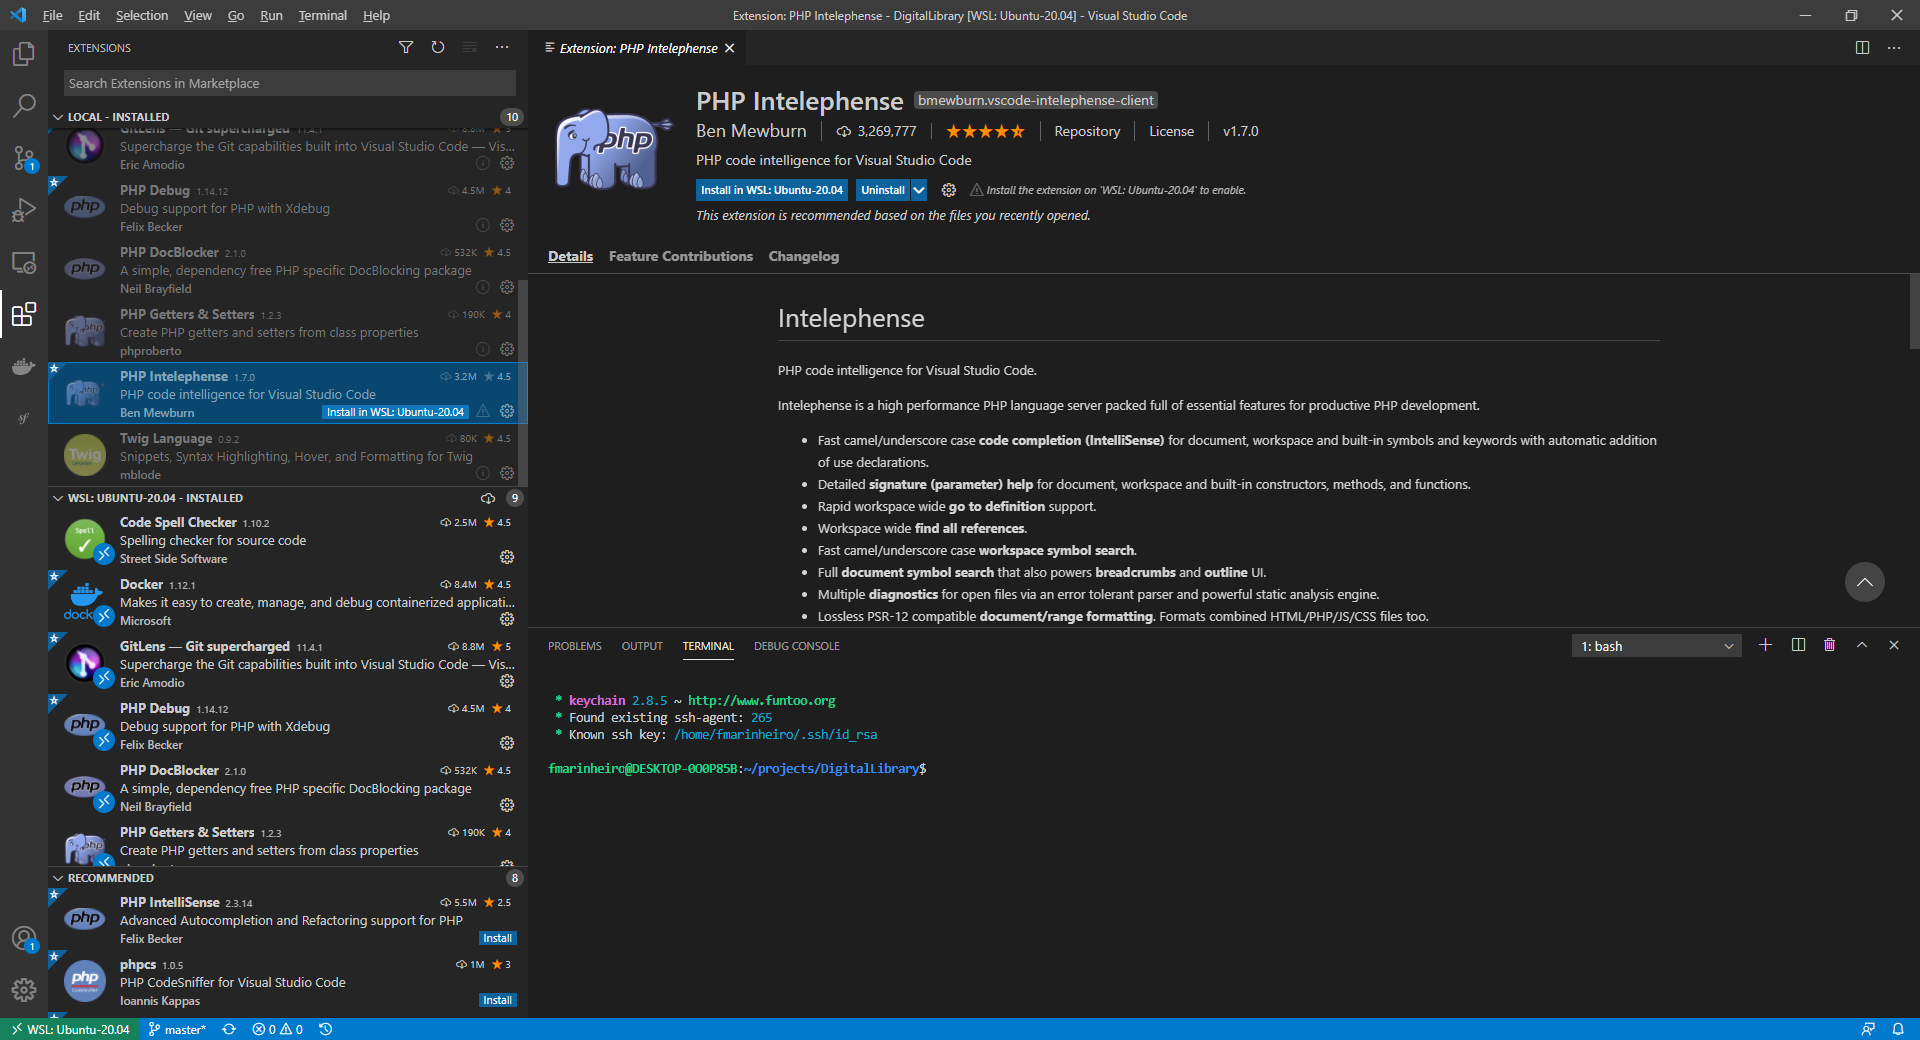 File Edit Selection View Go Run Terminal Help
Extension: PHP Intelephense - DigitalLibrary [WSL: Ubuntu-20.04] - Visual Studio Code
EXTENSIONS
Search Extensions in Marketplace
LOCAL - INSTALLED 10
GitLens — Git supercharged 11.4.1 8.8M 5
Supercharge the Git capabilities built into Visual Studio Code — Vis...
Eric Amodio
PHP Debug 1.14.12 4.5M 4
php
Debug support for PHP with Xdebug
Felix Becker
PHP DocBlocker 2.1.0 532K 4.5
php
A simple, dependency free PHP specific DocBlocking package
Neil Brayfield
PHP Getters & Setters 1.2.3 190K 4
php
Create PHP getters and setters from class properties
phproberto
PHP Intelephense 1.7.0 3.2M 4.5
php
PHP code intelligence for Visual Studio Code
Ben Mewburn Install in WSL: Ubuntu-20.04
Twig Language 0.9.2 80K 4.5
Twig
Snippets, Syntax Highlighting, Hover, and Formatting for Twig
mblode
WSL: UBUNTU-20.04 - INSTALLED 9
Code Spell Checker 1.10.2 2.5M 4.5
Spell
Spelling checker for source code
Street Side Software
Docker 1.12.1 8.4M 4.5
Makes it easy to create, manage, and debug containerized applicati...
dock
Microsoft
GitLens — Git supercharged 11.4.1 8.8M 5
Supercharge the Git capabilities built into Visual Studio Code — Vis...
Eric Amodio
PHP Debug 1.14.12 4.5M 4
php
Debug support for PHP with Xdebug
Felix Becker
PHP DocBlocker 2.1.0 532K 4.5
php
A simple, dependency free PHP specific DocBlocking package
Neil Brayfield
PHP Getters & Setters 1.2.3 190K 4
php
Create PHP getters and setters from class properties
RECOMMENDED 8
PHP IntelliSense 2.3.14 5.5M 2.5
php
Advanced Autocompletion and Refactoring support for PHP
Felix Becker Install
phpcs 1.0.5 1M 3
php
PHP CodeSniffer for Visual Studio Code
Ioannis Kappas Install
Extension: PHP Intelephense
php
PHP Intelephense bmewburn.vscode-intelephense-client
Ben Mewburn 3,269,777 Repository License v1.7.0
PHP code intelligence for Visual Studio Code
Install in WSL: Ubuntu-20.04 Uninstall Install the extension on 'WSL: Ubuntu-20.04' to enable.
This extension is recommended based on the files you recently opened.
Details Feature Contributions Changelog
Intelephense
PHP code intelligence for Visual Studio Code.
Intelephense is a high performance PHP language server packed full of essential features for productive PHP development.
• Fast camel/underscore case code completion (IntelliSense) for document, workspace and built-in symbols and keywords with automatic addition
of use declarations.
• Detailed signature (parameter) help for document, workspace and built-in constructors, methods, and functions.
• Rapid workspace wide go to definition support.
• Workspace wide find all references.
• Fast camel/underscore case workspace symbol search.
• Full document symbol search that also powers breadcrumbs and outline UI.
• Multiple diagnostics for open files via an error tolerant parser and powerful static analysis engine.
• Lossless PSR-12 compatible document/range formatting. Formats combined HTML/PHP/JS/CSS files too.
PROBLEMS OUTPUT TERMINAL DEBUG CONSOLE 1: bash
* keychain 2.8.5 ~ http://www.funtoo.org
* Found existing ssh-agent: 265
* Known ssh key: /home/fmarinheiro/.ssh/id_rsa
fmarinheiro@DESKTOP-0O0P85B:~/projects/DigitalLibrary$
1
1
WSL: Ubuntu-20.04 master* 0 0